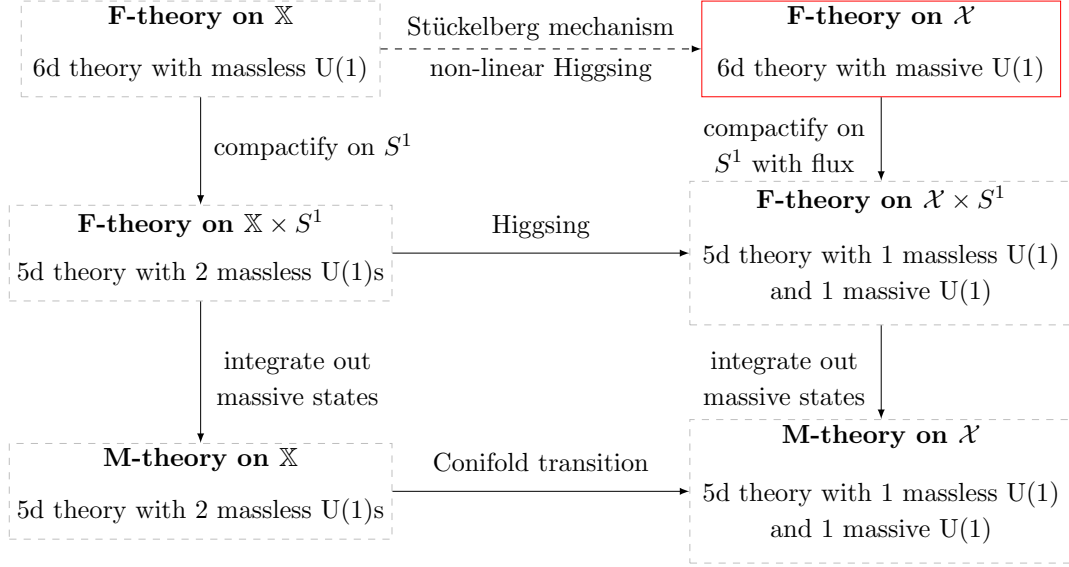 F-theory on 𝕏
6d theory with massless U(1)
Stückelberg mechanism
non-linear Higgsing
F-theory on 𝒳
6d theory with massive U(1)
compactify on S¹
compactify on
S¹ with flux
F-theory on 𝕏 × S¹
5d theory with 2 massless U(1)s
Higgsing
F-theory on 𝒳 × S¹
5d theory with 1 massless U(1)
and 1 massive U(1)
integrate out
massive states
integrate out
massive states
M-theory on 𝕏
5d theory with 2 massless U(1)s
Conifold transition
M-theory on 𝒳
5d theory with 1 massless U(1)
and 1 massive U(1)